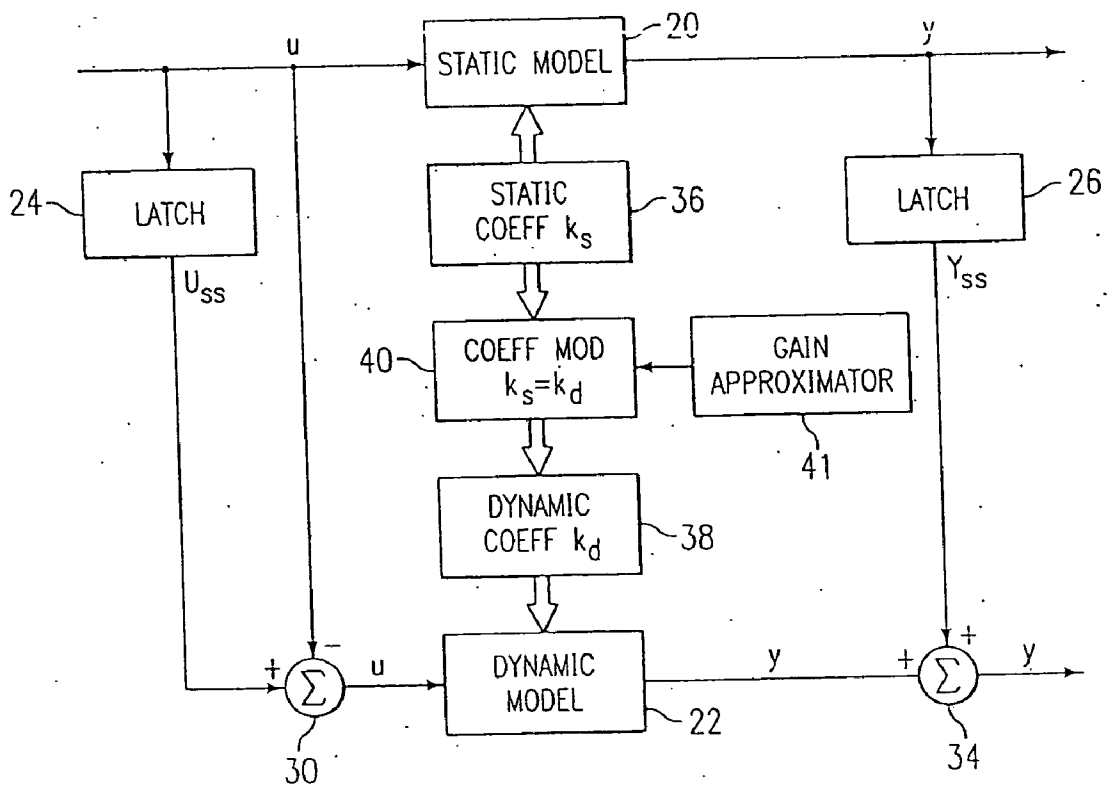 20
u
y
STATIC MODEL
24
LATCH
STATIC
COEFF k_s
36
LATCH
26
U_ss
Y_ss
40
COEFF MOD
k_s=k_d
GAIN
APPROXIMATOR
41
DYNAMIC
COEFF k_d
38
−
+
Σ
u
30
DYNAMIC
MODEL
22
y
+
+
Σ
y
34